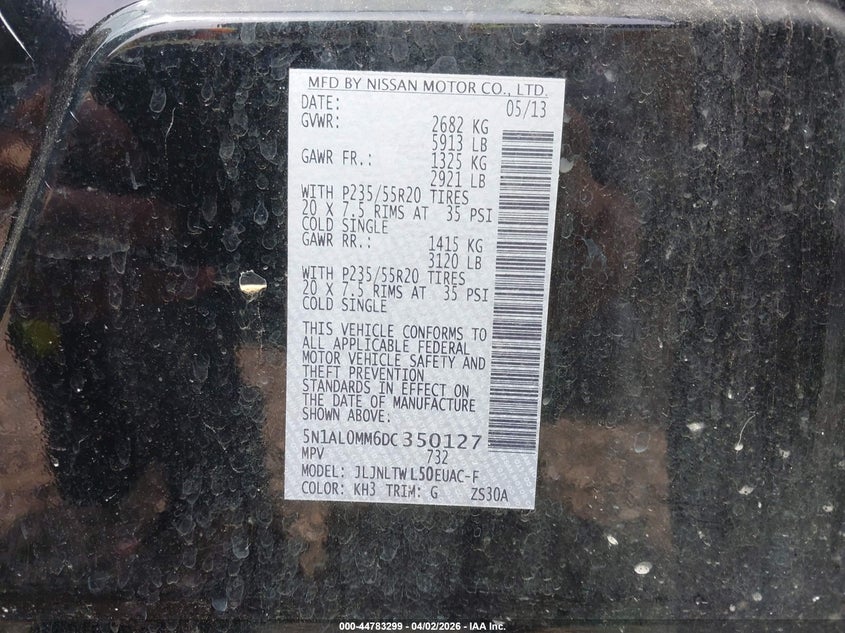 MFD BY NISSAN MOTOR CO., LTD.
DATE: 05/13
GVWR: 2682 KG
5913 LB
GAWR FR.: 1325 KG
2921 LB
WITH P235/55R20 TIRES
20 X 7.5 RIMS AT 35 PSI
COLD SINGLE
GAWR RR.: 1415 KG
3120 LB
WITH P235/55R20 TIRES
20 X 7.5 RIMS AT 35 PSI
COLD SINGLE
THIS VEHICLE CONFORMS TO
ALL APPLICABLE FEDERAL
MOTOR VEHICLE SAFETY AND
THEFT PREVENTION
STANDARDS IN EFFECT ON
THE DATE OF MANUFACTURE
SHOWN ABOVE:
5N1AL0MM6DC350127
MPV 732
MODEL: JLJNLTWL50EUAC-F
COLOR: KH3 TRIM: G ZS30A
000-44783299 - 04/02/2026 - IAA Inc.